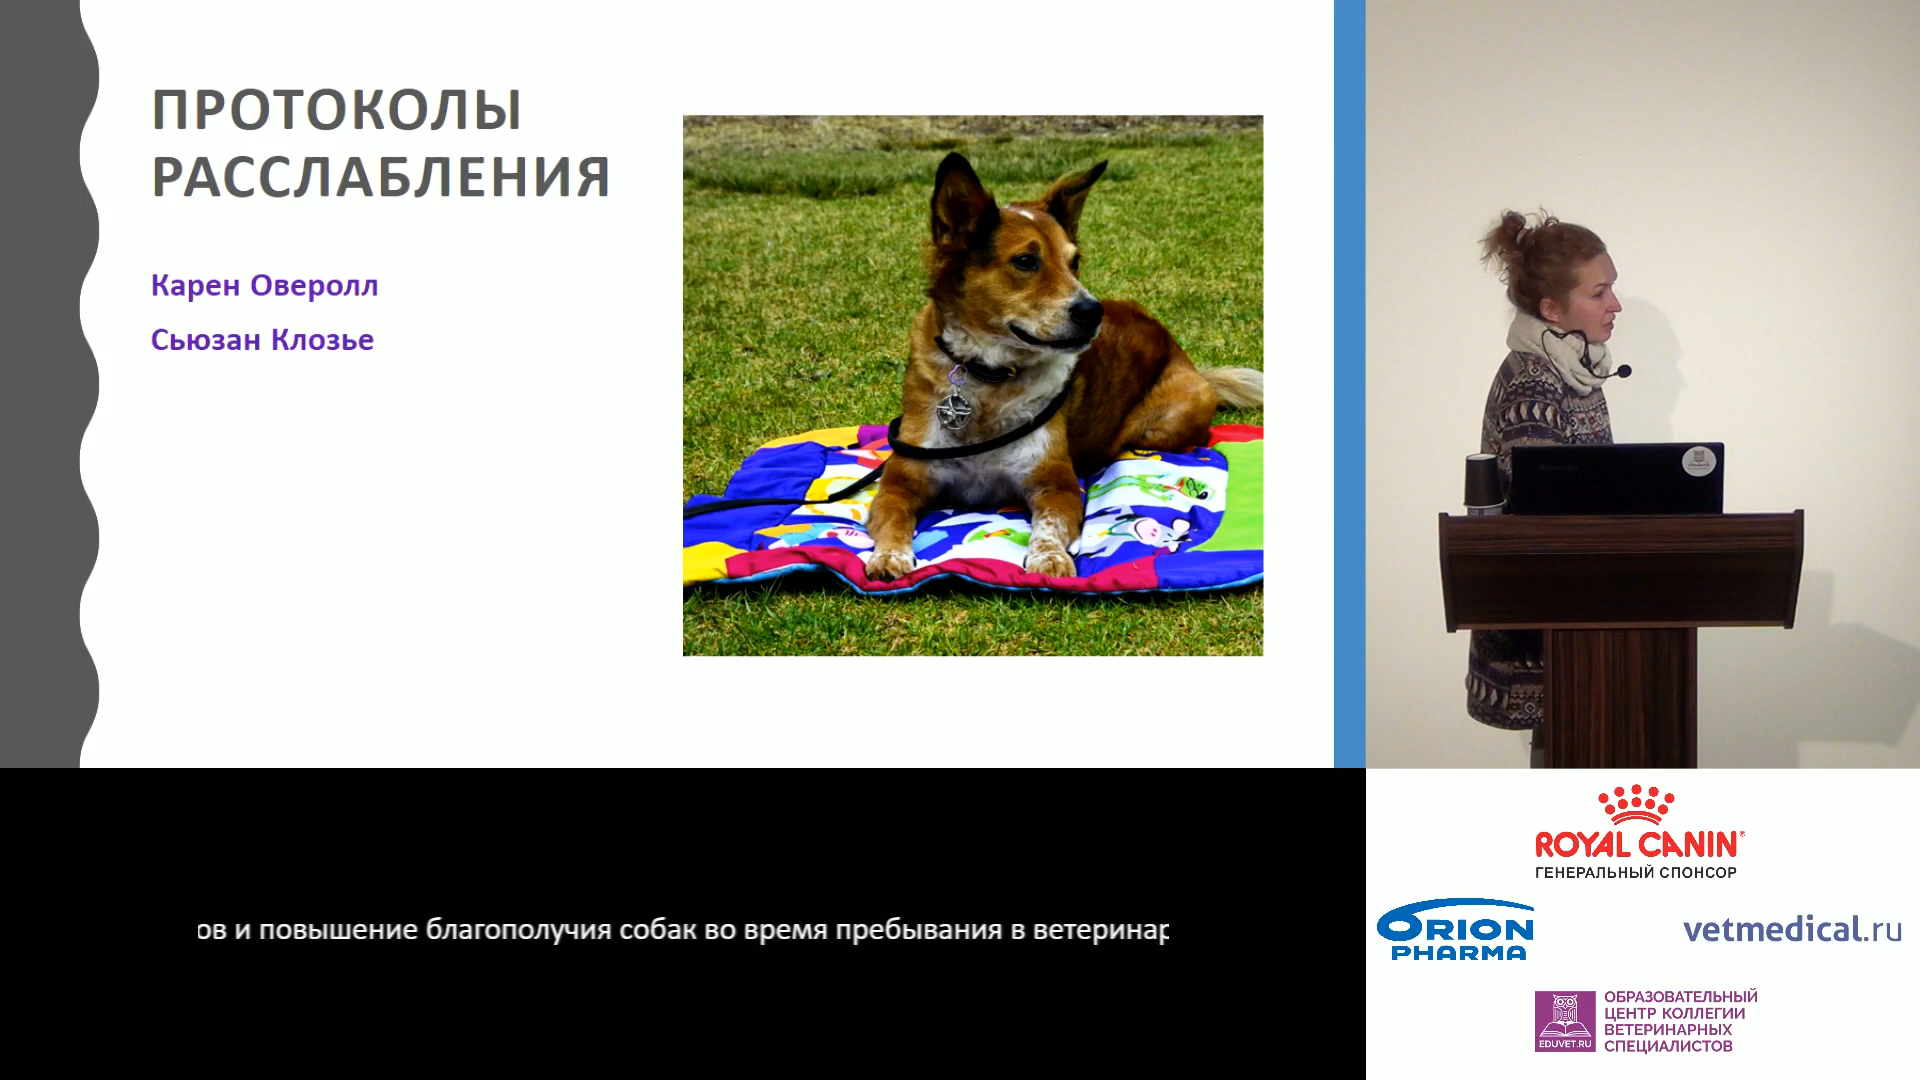 ПРОТОКОЛЫ
РАССЛАБЛЕНИЯ
Карен Оверолл
Сьюзан Клозье
ов и повышение благополучия собак во время пребывания в ветеринар
ROYAL CANIN
ГЕНЕРАЛЬНЫЙ СПОНСОР
ORION
PHARMA
vetmedical.ru
EDUVET.RU
ОБРАЗОВАТЕЛЬНЫЙ
ЦЕНТР КОЛЛЕГИИ
ВЕТЕРИНАРНЫХ
СПЕЦИАЛИСТОВ